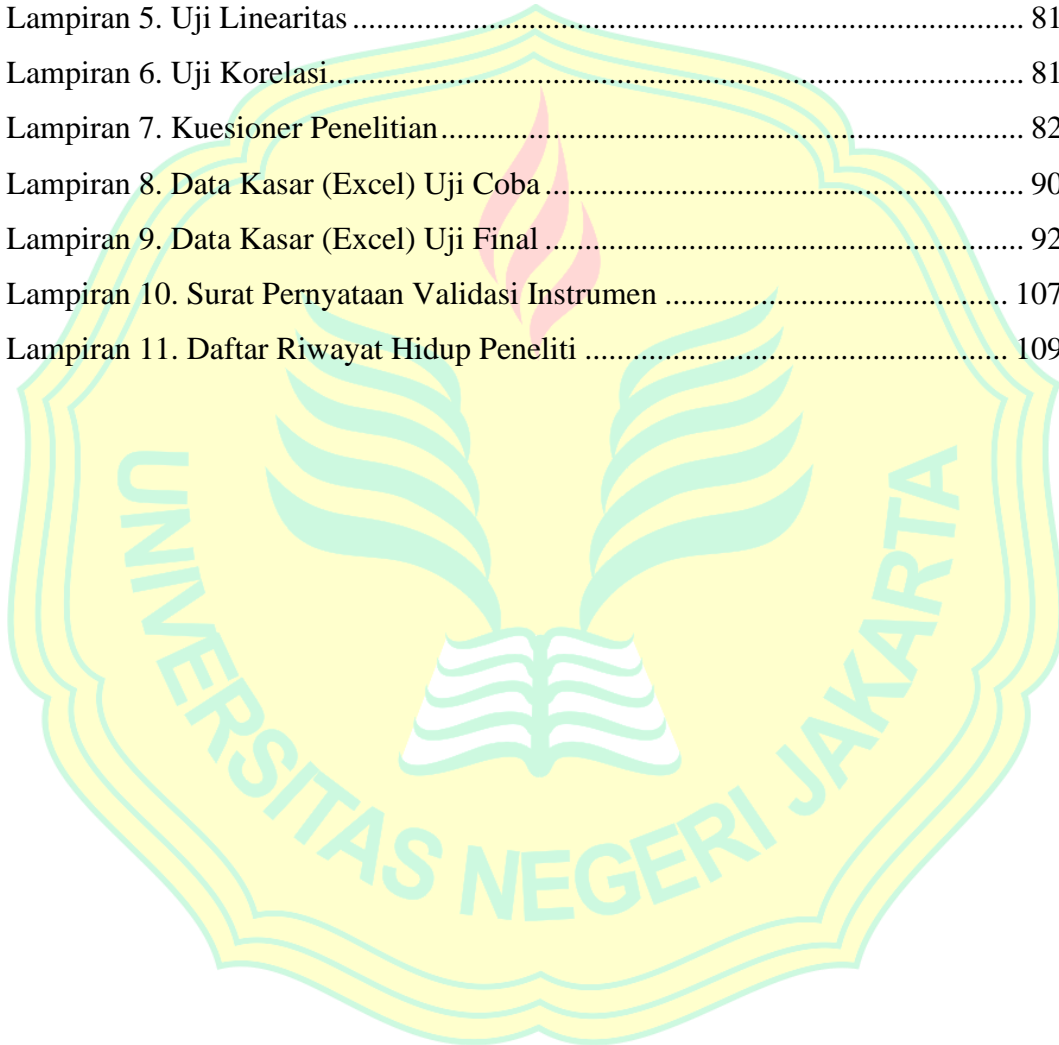 Lampiran 5. Uji Linearitas ........................................................................................ 81
Lampiran 6. Uji Korelasi........................................................................................... 81
Lampiran 7. Kuesioner Penelitian ............................................................................. 82
Lampiran 8. Data Kasar (Excel) Uji Coba ................................................................ 90
Lampiran 9. Data Kasar (Excel) Uji Final ................................................................ 92
Lampiran 10. Surat Pernyataan Validasi Instrumen ............................................... 107
Lampiran 11. Daftar Riwayat Hidup Peneliti ......................................................... 109
UNIVERSITAS NEGERI JAKARTA